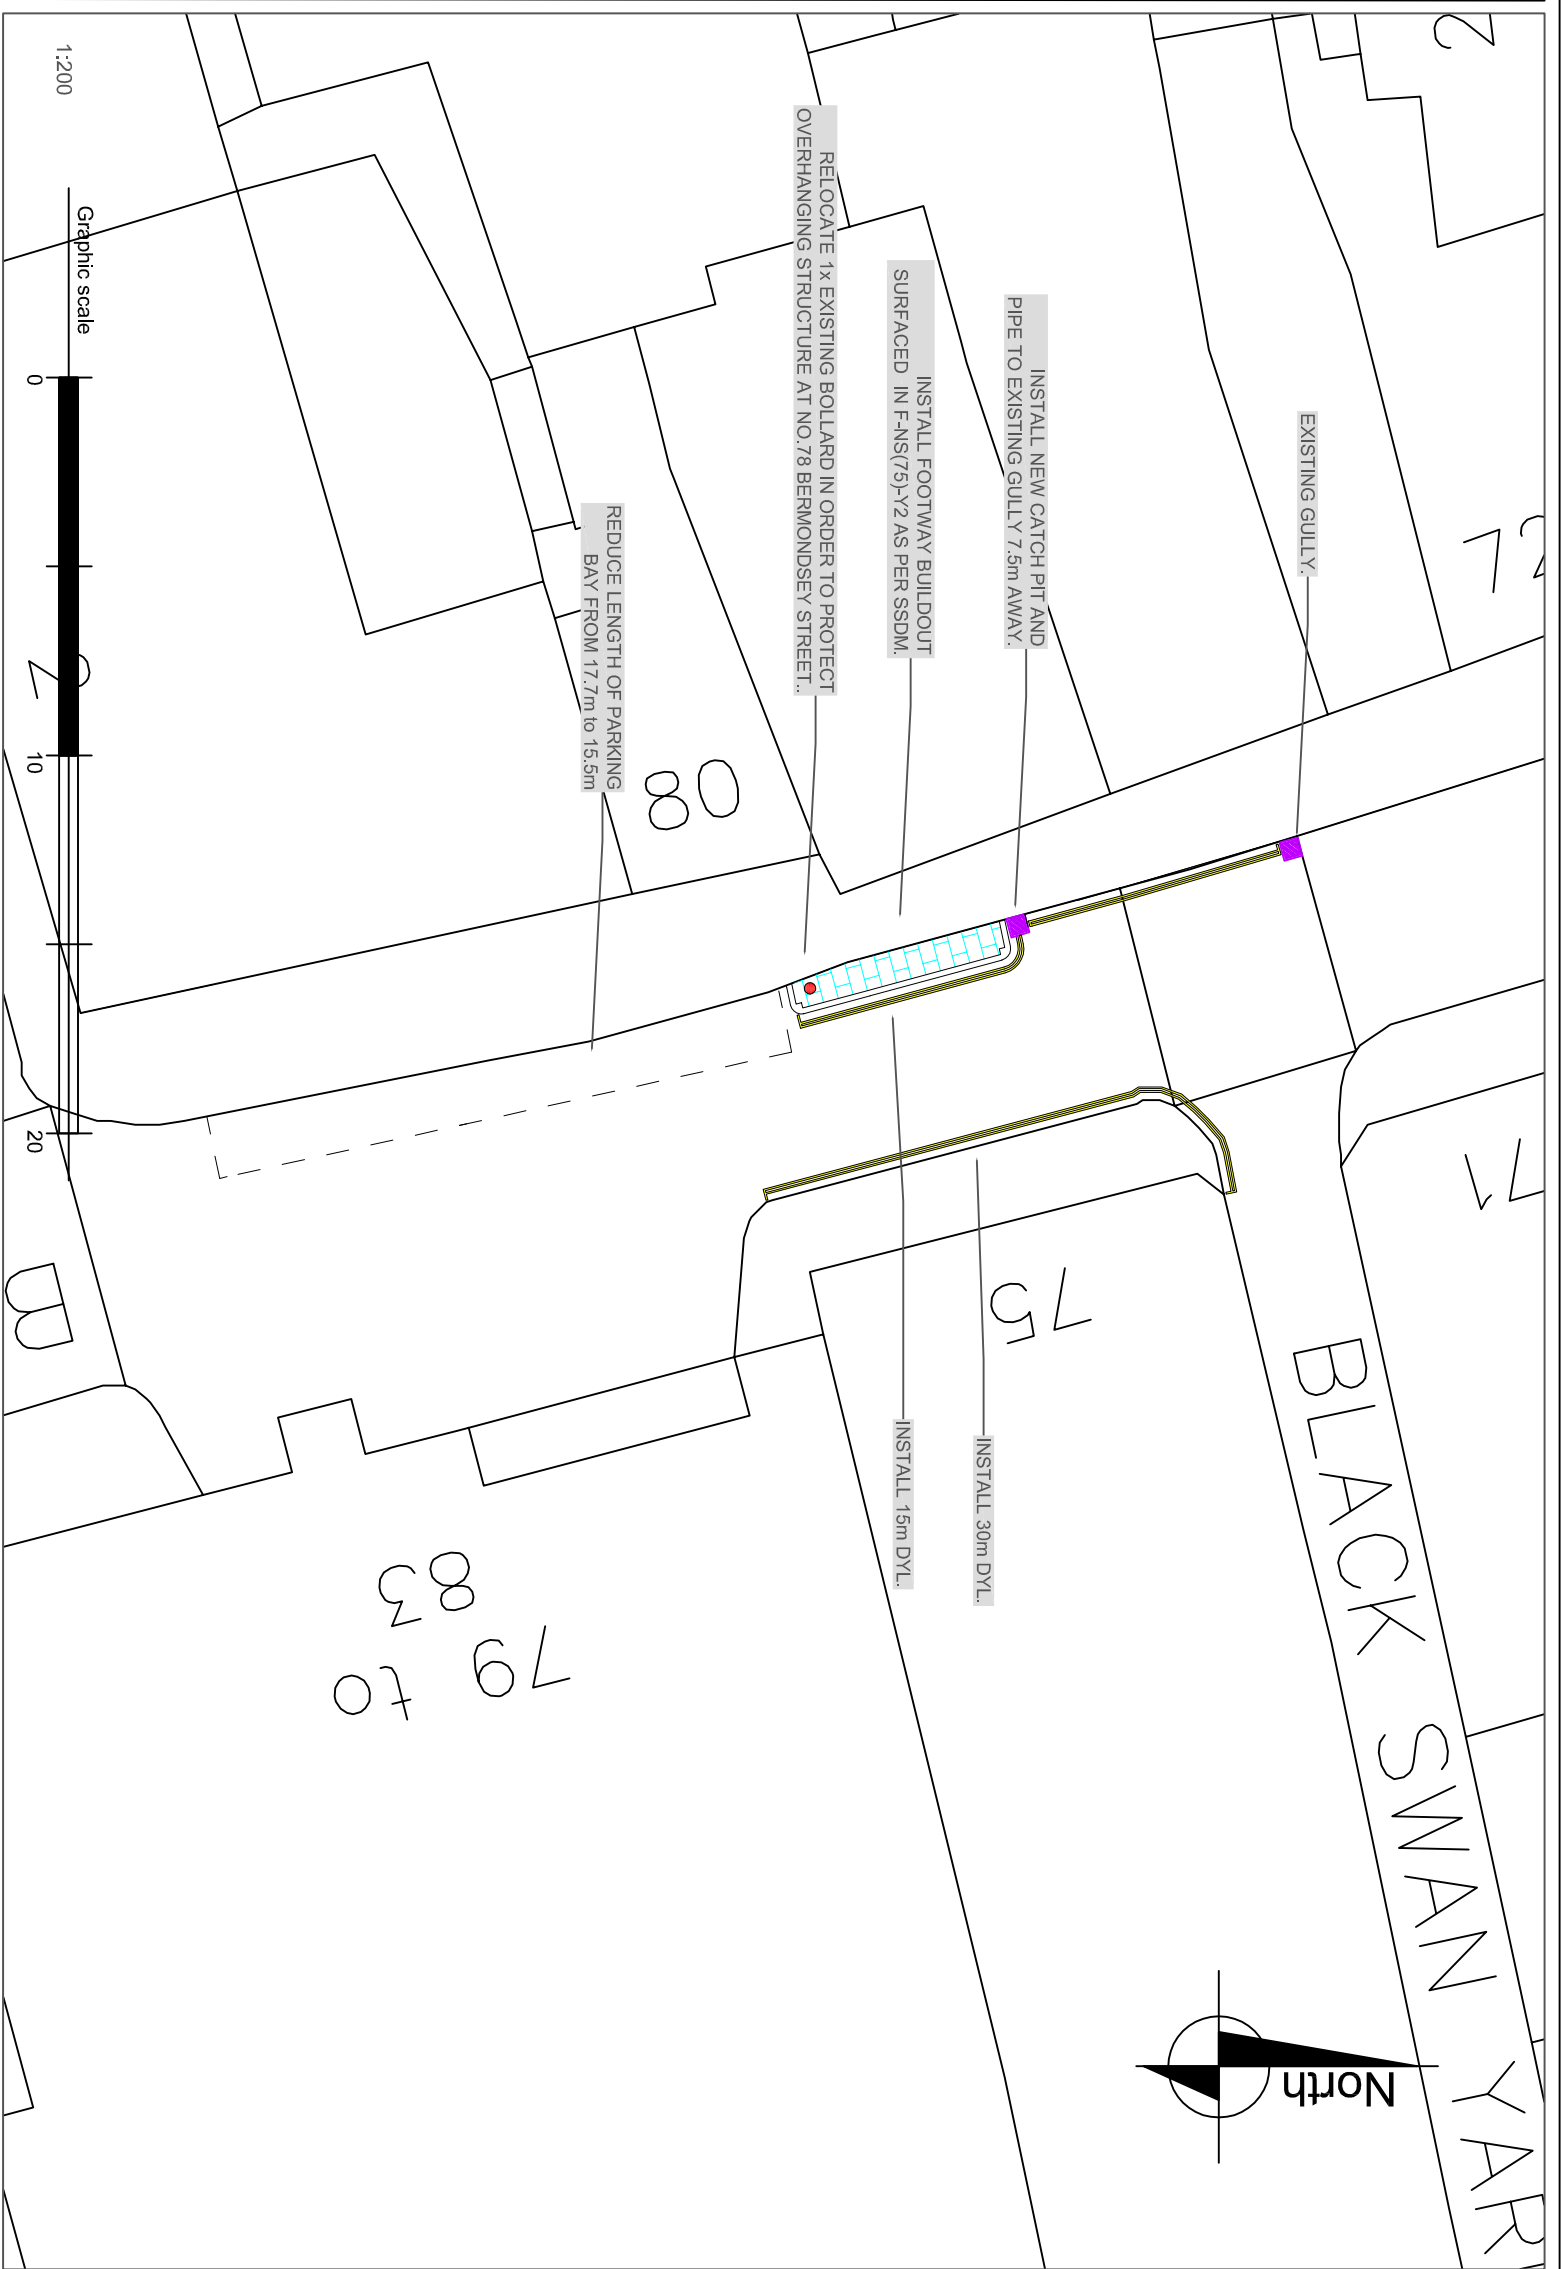 EXISTING GULLY.
INSTALL NEW CATCH PIT AND
PIPE TO EXISTING GULLY 7.5m AWAY.
INSTALL FOOTWAY BUILDOUT
SURFACED IN F-NS(75)-Y2 AS PER SSDM.
RELOCATE 1x EXISTING BOLLARD IN ORDER TO PROTECT
OVERHANGING STRUCTURE AT NO.78 BERMONDSEY STREET..
REDUCE LENGTH OF PARKING
BAY FROM 17.7m to 15.5m
INSTALL 30m DYL.
INSTALL 15m DYL.
BLACK SWAN YAR
71
75
80
79 to
83
B
North
1:200
Graphic scale
0 10 20